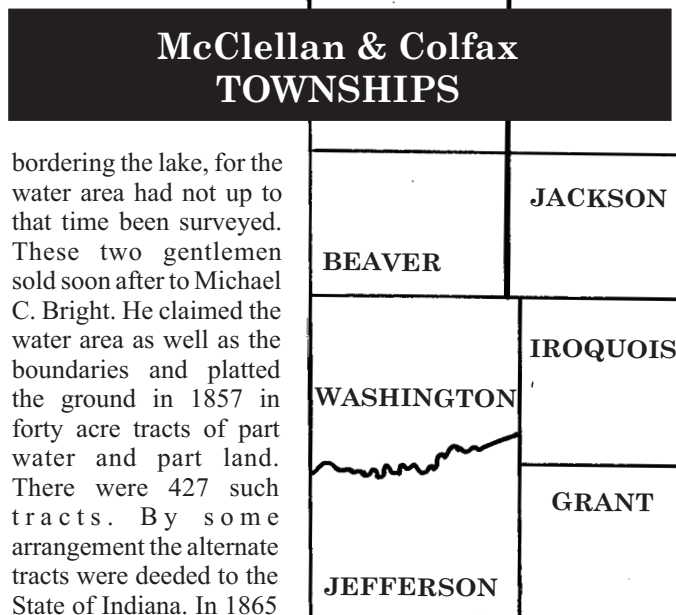 McClellan & Colfax
TOWNSHIPS
bordering the lake, for the
water area had not up to
that time been surveyed.
These two gentlemen
sold soon after to Michael
C. Bright. He claimed the
water area as well as the
boundaries and platted
the ground in 1857 in
forty acre tracts of part
water and part land.
There were 427 such
tracts. By some
arrangement the alternate
tracts were deeded to the
State of Indiana. In 1865
JACKSON
BEAVER
IROQUOIS
WASHINGTON
GRANT
JEFFERSON